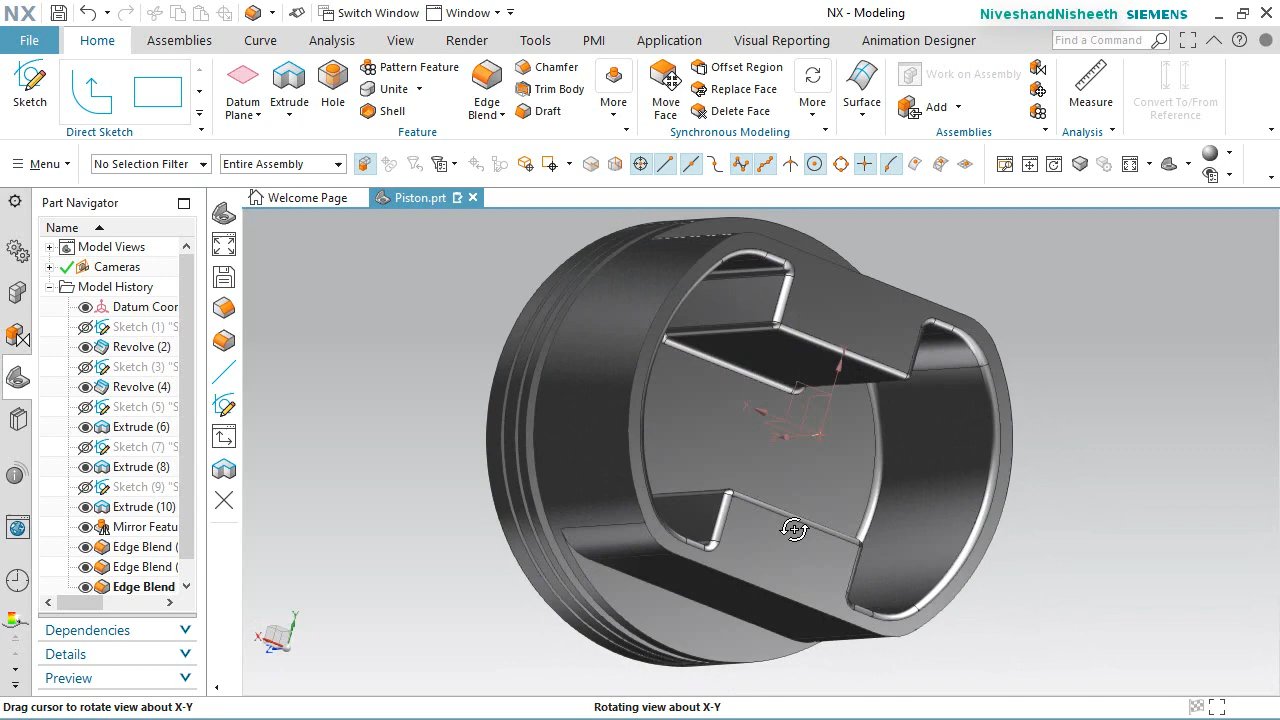 NX
Switch Window
Window
NX - Modeling
NiveshandNisheeth SIEMENS
File
Home
Assemblies
Curve
Analysis
View
Render
Tools
PMI
Application
Visual Reporting
Animation Designer
Find a Command
Sketch
Direct Sketch
Datum Plane
Extrude
Hole
Pattern Feature
Unite
Shell
Edge Blend
Chamfer
Trim Body
Draft
More
Feature
Move Face
Offset Region
Replace Face
Delete Face
More
Synchronous Modeling
Surface
Work on Assembly
Add
Assemblies
Measure
Analysis
Convert To/From Reference
Menu
No Selection Filter
Entire Assembly
Part Navigator
Welcome Page
Piston.prt
Name
Model Views
Cameras
Model History
Datum Coor
Sketch (1) "S
Revolve (2)
Sketch (3) "S
Revolve (4)
Sketch (5) "S
Extrude (6)
Sketch (7) "S
Extrude (8)
Sketch (9) "S
Extrude (10)
Mirror Featu
Edge Blend (
Edge Blend (
Edge Blend
Dependencies
Details
Preview
X
Y
Z
Drag cursor to rotate view about X-Y
Rotating view about X-Y